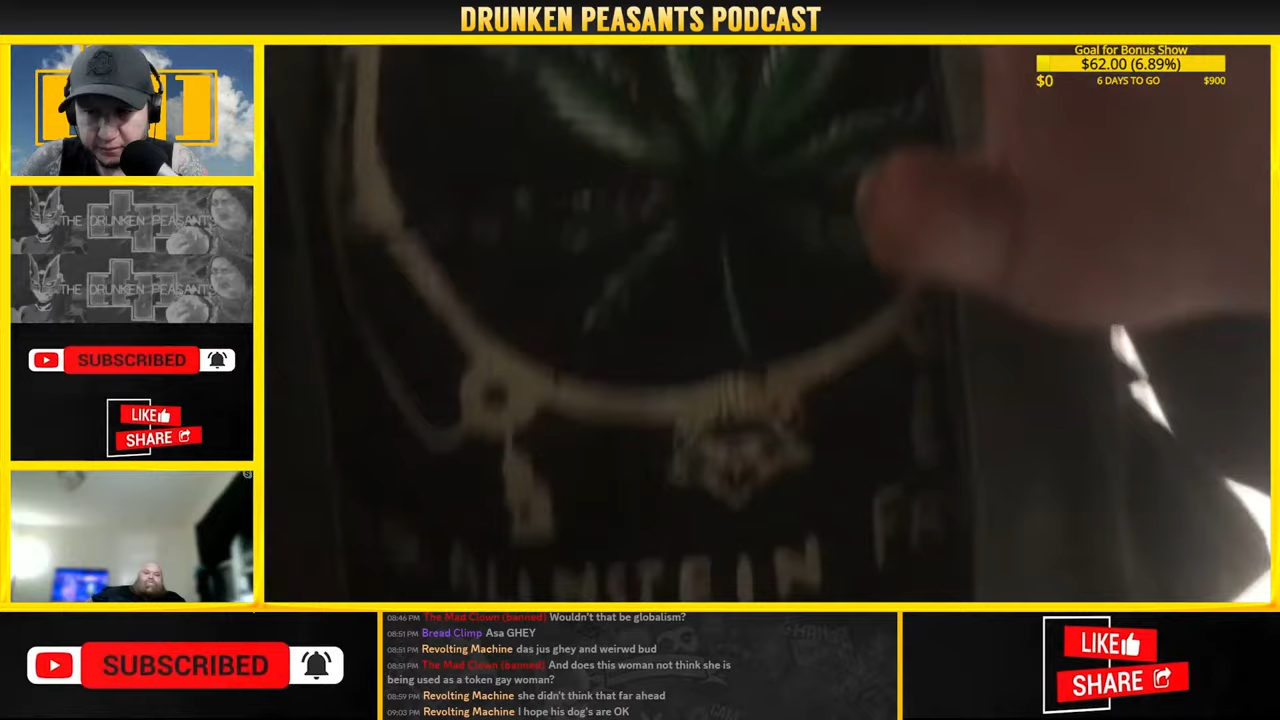 DRUNKEN PEASANTS PODCAST
Goal for Bonus Show
$62.00 (6.89%)
$0 6 DAYS TO GO $900
THE DRUNKEN PEASANTS
THE DRUNKEN PEASANTS
SUBSCRIBED
LIKE
SHARE
08:46 PM The Mad Clown (banned) Wouldn't that be globalism?
08:51 PM Bread Climp Asa GHEY
08:51 PM Revolting Machine das jus ghey and weirwd bud
08:51 PM The Mad Clown (banned) And does this woman not think she is
being used as a token gay woman?
08:59 PM Revolting Machine she didn't think that far ahead
09:03 PM Revolting Machine I hope his dog's are OK
SUBSCRIBED
LIKE
SHARE